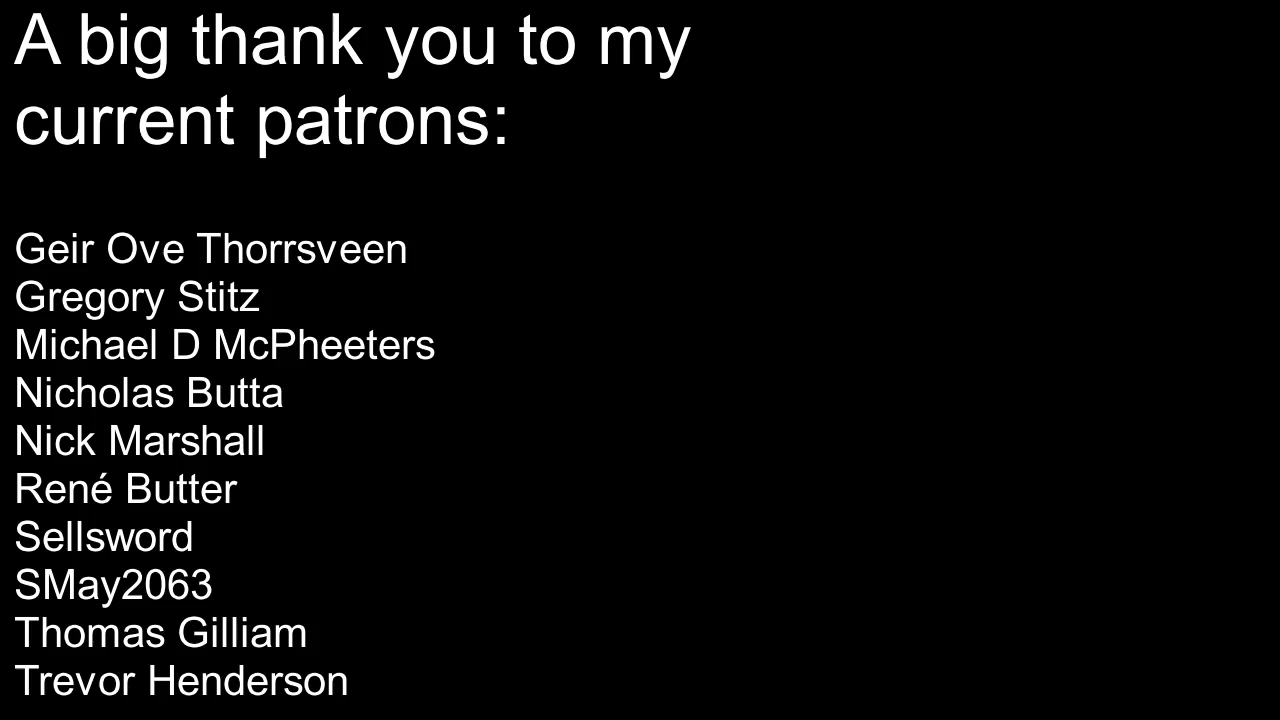 A big thank you to my
current patrons:
Geir Ove Thorrsveen
Gregory Stitz
Michael D McPheeters
Nicholas Butta
Nick Marshall
René Butter
Sellsword
SMay2063
Thomas Gilliam
Trevor Henderson